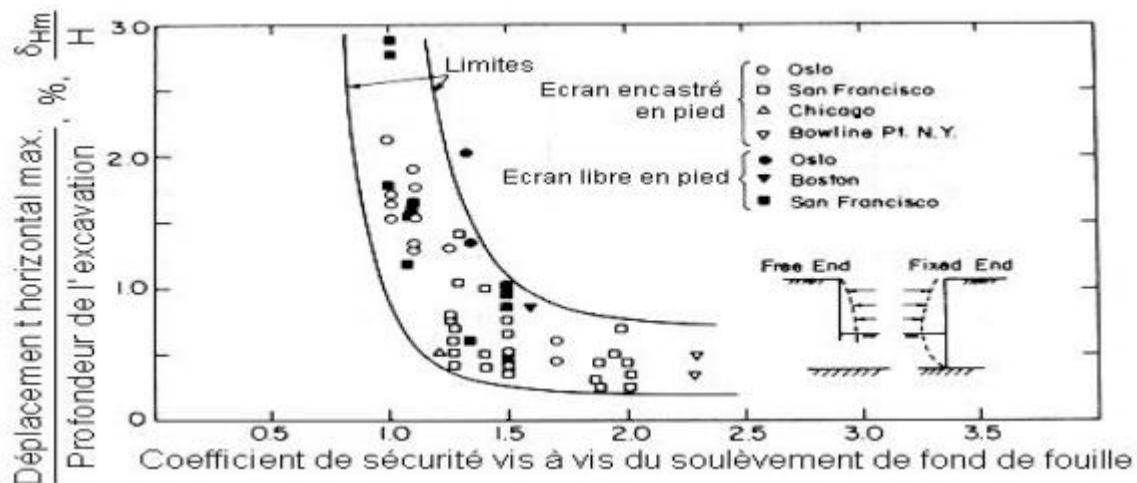 Déplacement horizontal max. , %, δHm
Profondeur de l'excavation H
3.0
2.0
1.0
0
Limites
Ecran encastré
en pied
Oslo
San Francisco
Chicago
Bowline Pt. N.Y.
Ecran libre en pied
Oslo
Boston
San Francisco
Free End Fixed End
0.5 1.0 1.5 2.0 2.5 3.0 3.5
Coefficient de sécurité vis à vis du soulèvement de fond de fouille